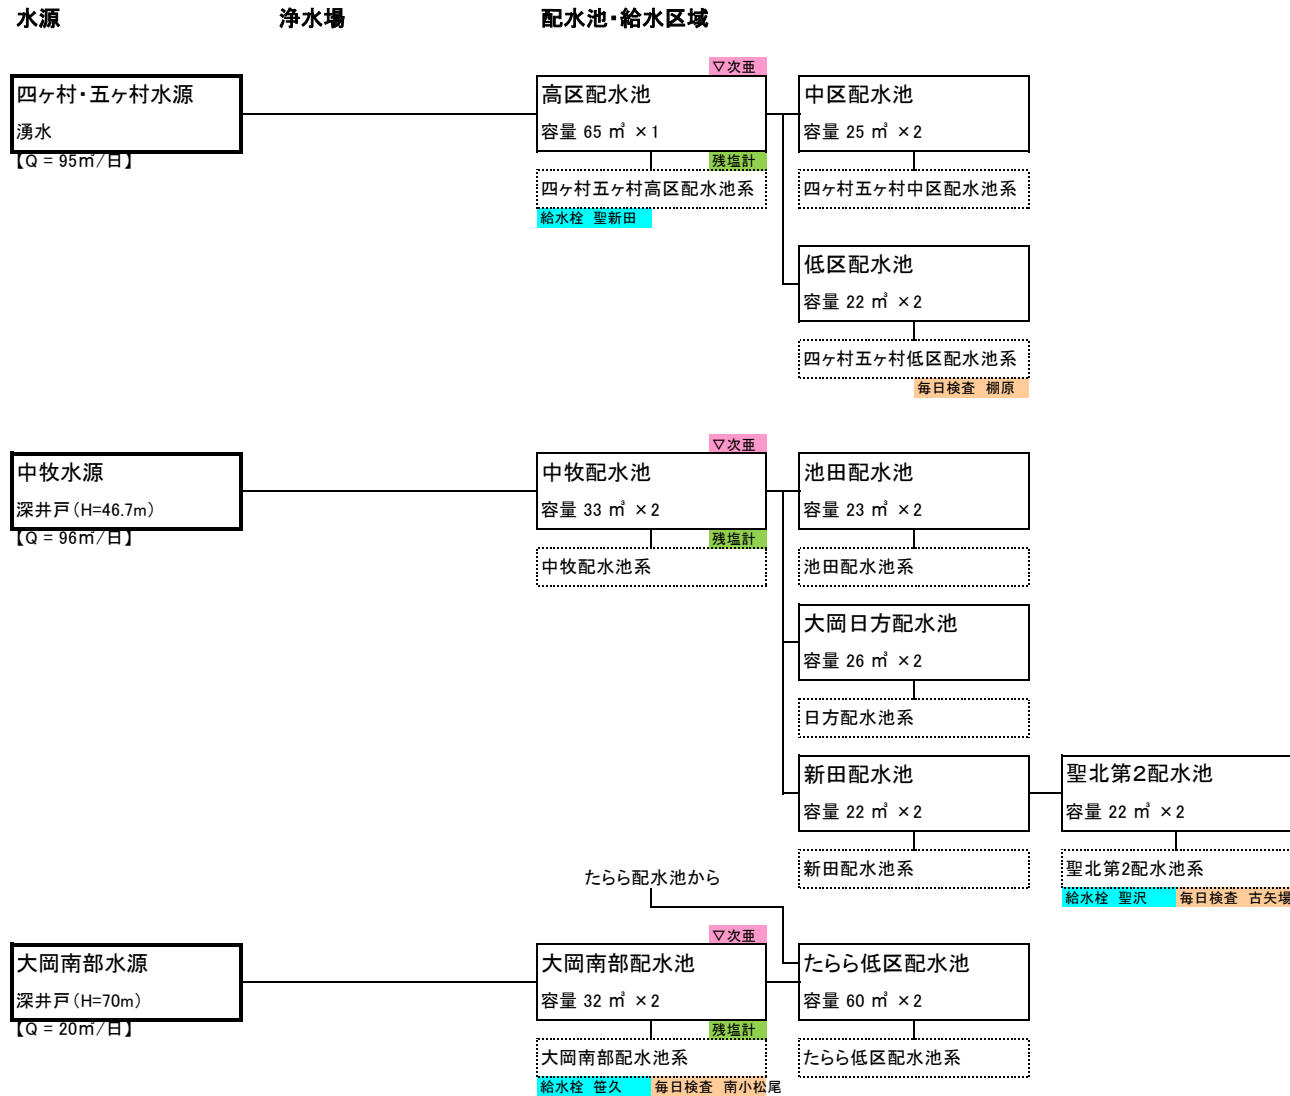 水源
浄水場
配水池・給水区域
四ヶ村・五ヶ村水源
湧水
【Q = 95㎥/日】
▽次亜
高区配水池
容量 65 ㎥ ×1
残塩計
四ヶ村五ヶ村高区配水池系
給水栓 聖新田
中区配水池
容量 25 ㎥ ×2
四ヶ村五ヶ村中区配水池系
低区配水池
容量 22 ㎥ ×2
四ヶ村五ヶ村低区配水池系
毎日検査 棚原
中牧水源
深井戸(H=46.7m)
【Q = 96㎥/日】
▽次亜
中牧配水池
容量 33 ㎥ ×2
残塩計
中牧配水池系
池田配水池
容量 23 ㎥ ×2
池田配水池系
大岡日方配水池
容量 26 ㎥ ×2
日方配水池系
新田配水池
容量 22 ㎥ ×2
新田配水池系
聖北第2配水池
容量 22 ㎥ ×2
聖北第2配水池系
給水栓 聖沢
毎日検査 古矢場
たらら配水池から
大岡南部水源
深井戸(H=70m)
【Q = 20㎥/日】
▽次亜
大岡南部配水池
容量 32 ㎥ ×2
残塩計
大岡南部配水池系
給水栓 笹久
毎日検査 南小松尾
たらら低区配水池
容量 60 ㎥ ×2
たらら低区配水池系